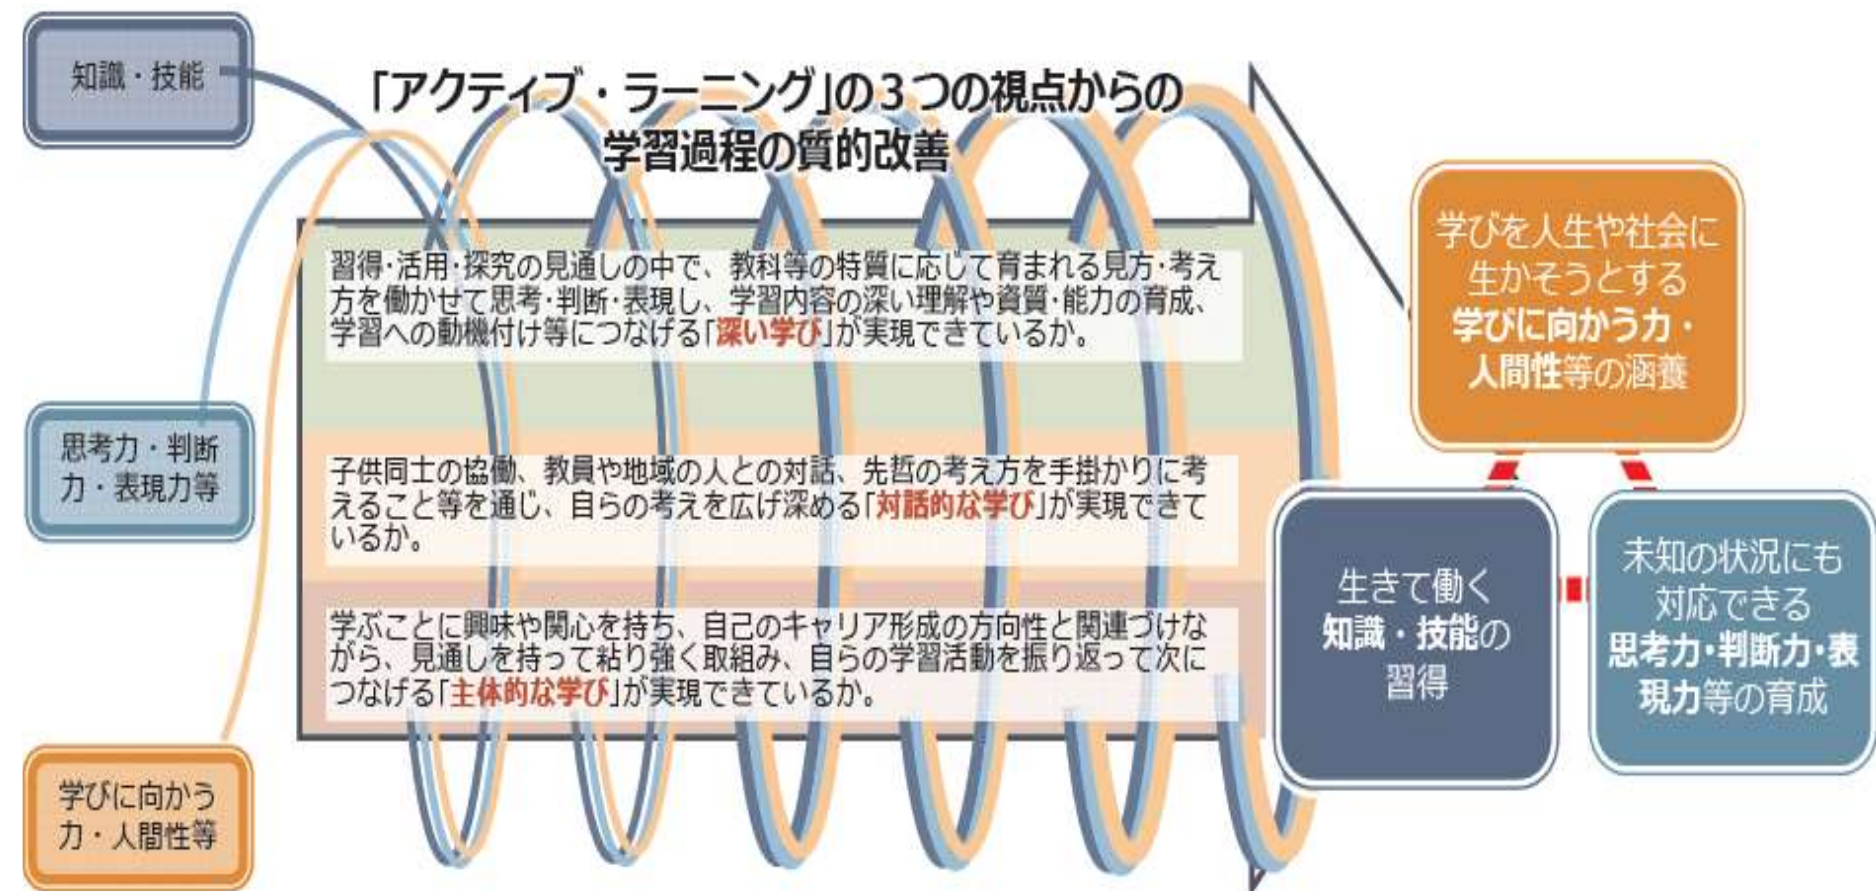 知識・技能
「アクティブ・ラーニング」の３つの視点からの
学習過程の質的改善
習得・活用・探究の見通しの中で、教科等の特質に応じて育まれる見方・考え
方を働かせて思考・判断・表現し、学習内容の深い理解や資質・能力の育成、
学習への動機付け等につなげる「深い学び」が実現できているか。
思考力・判断
力・表現力等
子供同士の協働、教員や地域の人との対話、先哲の考え方を手掛かりに考
えること等を通じ、自らの考えを広げ深める「対話的な学び」が実現できて
いるか。
学ぶことに興味や関心を持ち、自己のキャリア形成の方向性と関連づけな
がら、見通しを持って粘り強く取組み、自らの学習活動を振り返って次に
つなげる「主体的な学び」が実現できているか。
学びに向かう
力・人間性等
学びを人生や社会に
生かそうとする
学びに向かう力・
人間性等の涵養
生きて働く
知識・技能の
習得
未知の状況にも
対応できる
思考力・判断力・表
現力等の育成